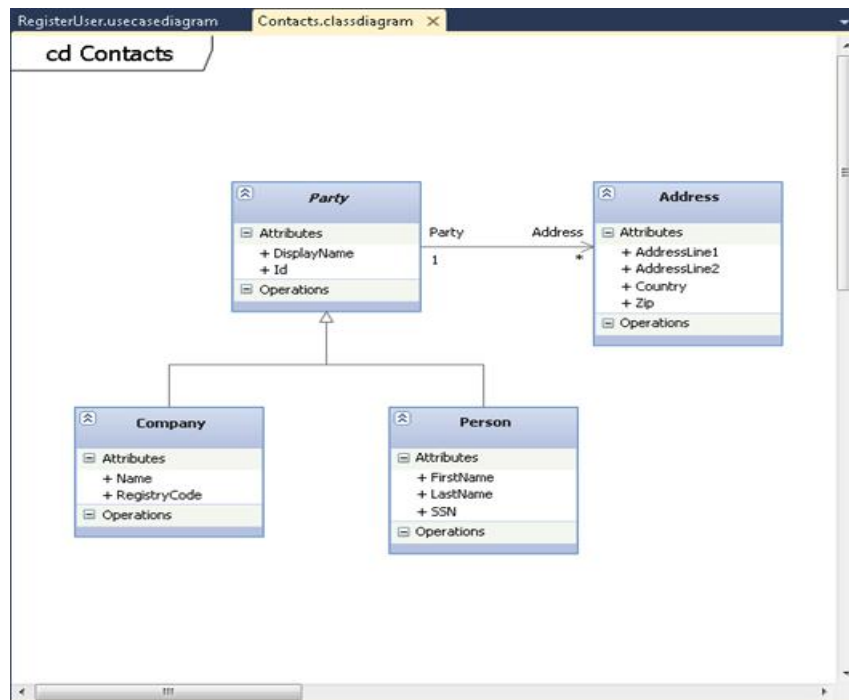 RegisterUser.usecasediagram
Contacts.classdiagram
cd Contacts
Party
Attributes
+ DisplayName
+ Id
Operations
Party
Address
1
*
Address
Attributes
+ AddressLine1
+ AddressLine2
+ Country
+ Zip
Operations
Company
Attributes
+ Name
+ RegistryCode
Operations
Person
Attributes
+ FirstName
+ LastName
+ SSN
Operations